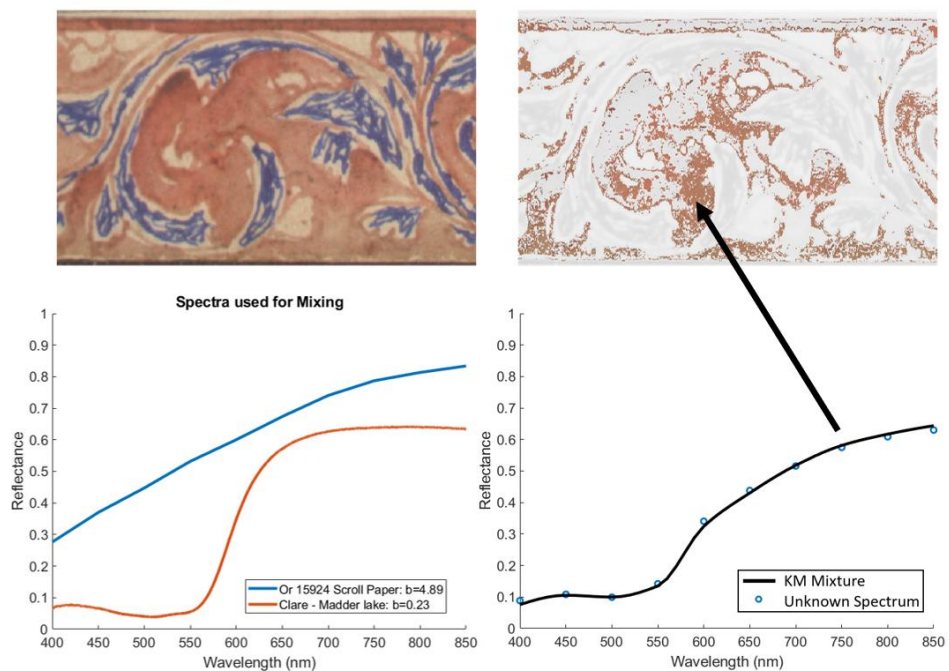 Spectra used for Mixing
1
0.9
0.8
0.7
0.6
0.5
0.4
0.3
0.2
0.1
0
Reflectance
400 450 500 550 600 650 700 750 800 850
Wavelength (nm)
Or 15924 Scroll Paper: b=4.89
Clare - Madder lake: b=0.23
1
0.9
0.8
0.7
0.6
0.5
0.4
0.3
0.2
0.1
0
Reflectance
400 450 500 550 600 650 700 750 800 850
Wavelength (nm)
KM Mixture
Unknown Spectrum